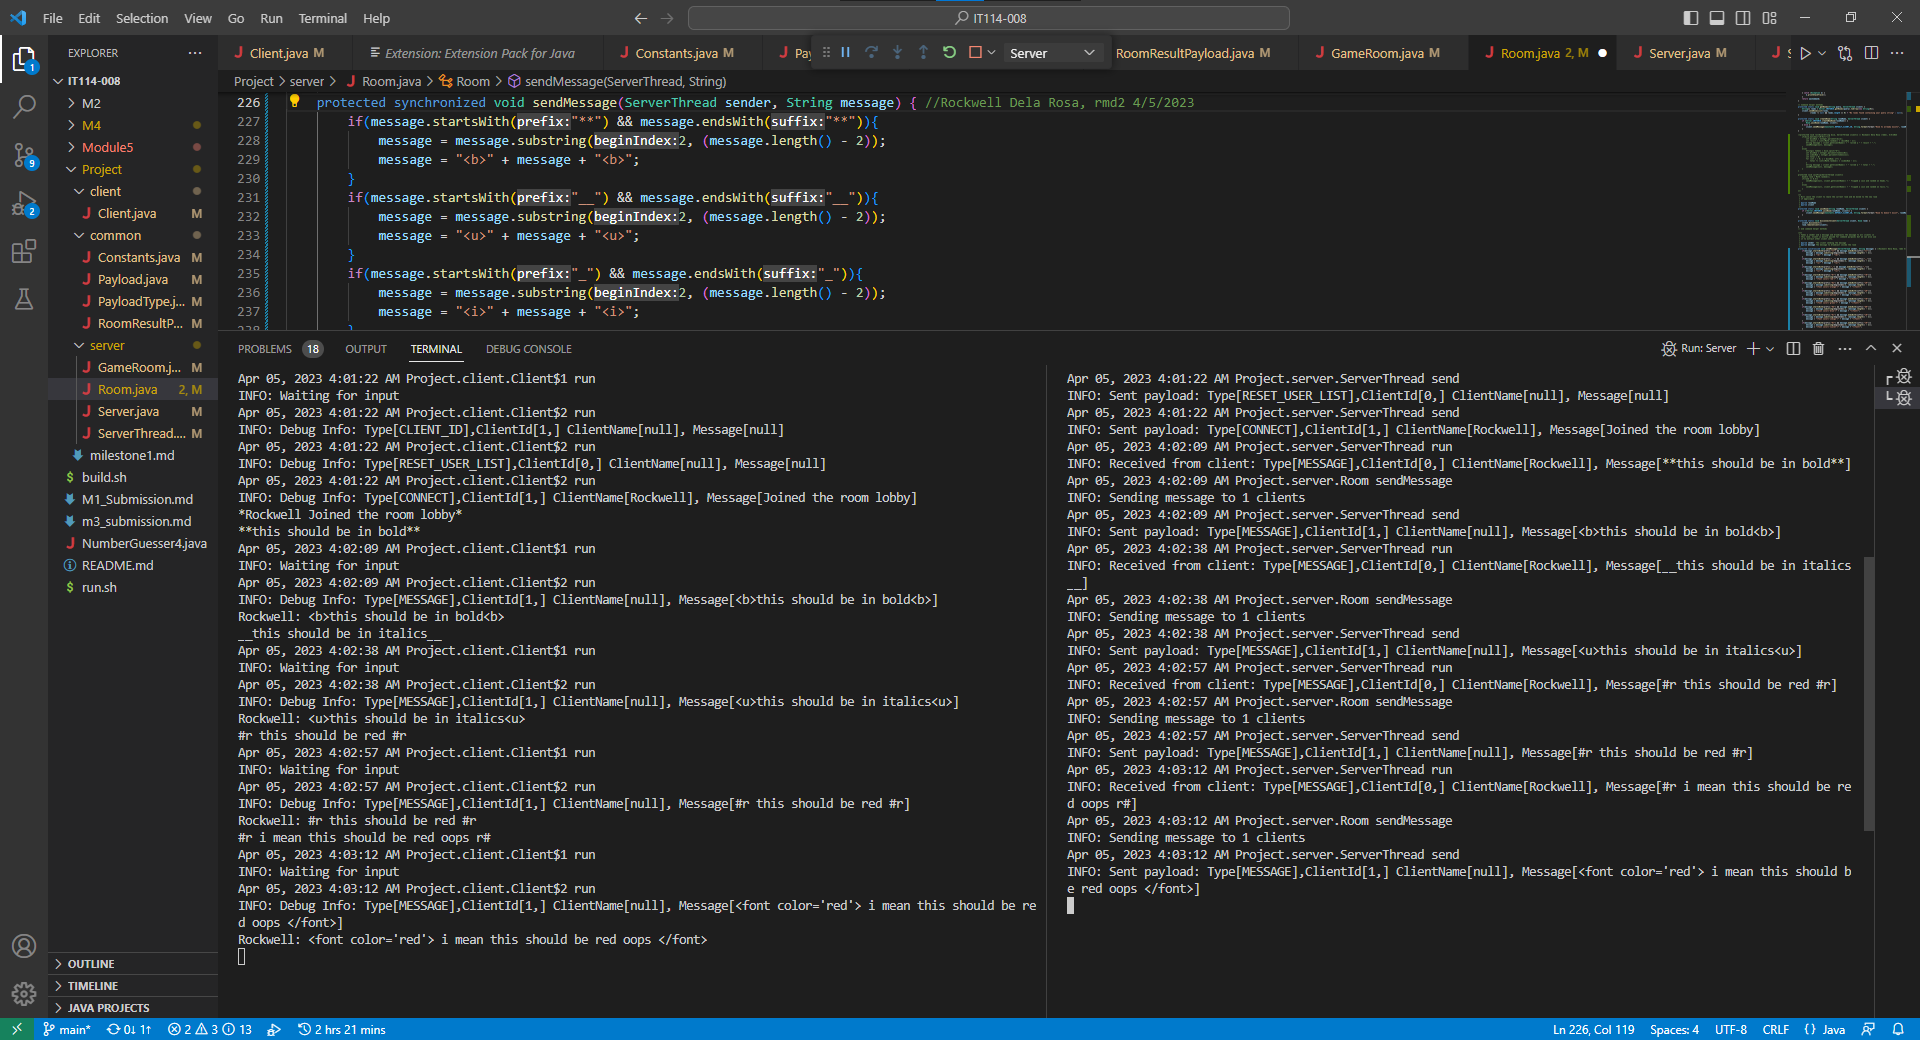 File Edit Selection View Go Run Terminal Help
IT114-008
EXPLORER
Client.java M
Extension: Extension Pack for Java
Constants.java M
Pay
Server
RoomResultPayload.java M
GameRoom.java M
Room.java 2, M
Server.java M
Project > server > Room.java > Room > sendMessage(ServerThread, String)
IT114-008
M2
M4
Module5
Project
client
Client.java M
common
Constants.java M
Payload.java M
PayloadType.j... M
RoomResultP... M
server
GameRoom.j... M
Room.java 2, M
Server.java M
ServerThread.... M
milestone1.md
build.sh
M1_Submission.md
m3_submission.md
NumberGuesser4.java
README.md
run.sh
OUTLINE
TIMELINE
JAVA PROJECTS
226 protected synchronized void sendMessage(ServerThread sender, String message) { //Rockwell Dela Rosa, rmd2 4/5/2023
227 if(message.startsWith(prefix:"**") && message.endsWith(suffix:"**")){
228 message = message.substring(beginIndex:2, (message.length() - 2));
229 message = "<b>" + message + "<b>";
230 }
231 if(message.startsWith(prefix:"__") && message.endsWith(suffix:"__")){
232 message = message.substring(beginIndex:2, (message.length() - 2));
233 message = "<u>" + message + "<u>";
234 }
235 if(message.startsWith(prefix:"_") && message.endsWith(suffix:"_")){
236 message = message.substring(beginIndex:2, (message.length() - 2));
237 message = "<i>" + message + "<i>";
238 }
PROBLEMS 18 OUTPUT TERMINAL DEBUG CONSOLE
Run: Server
Apr 05, 2023 4:01:22 AM Project.client.Client$1 run
INFO: Waiting for input
Apr 05, 2023 4:01:22 AM Project.client.Client$2 run
INFO: Debug Info: Type[CLIENT_ID],ClientId[1,] ClientName[null], Message[null]
Apr 05, 2023 4:01:22 AM Project.client.Client$2 run
INFO: Debug Info: Type[RESET_USER_LIST],ClientId[0,] ClientName[null], Message[null]
Apr 05, 2023 4:01:22 AM Project.client.Client$2 run
INFO: Debug Info: Type[CONNECT],ClientId[1,] ClientName[Rockwell], Message[Joined the room lobby]
*Rockwell Joined the room lobby*
**this should be in bold**
Apr 05, 2023 4:02:09 AM Project.client.Client$1 run
INFO: Waiting for input
Apr 05, 2023 4:02:09 AM Project.client.Client$2 run
INFO: Debug Info: Type[MESSAGE],ClientId[1,] ClientName[null], Message[<b>this should be in bold<b>]
Rockwell: <b>this should be in bold<b>
__this should be in italics__
Apr 05, 2023 4:02:38 AM Project.client.Client$1 run
INFO: Waiting for input
Apr 05, 2023 4:02:38 AM Project.client.Client$2 run
INFO: Debug Info: Type[MESSAGE],ClientId[1,] ClientName[null], Message[<u>this should be in italics<u>]
Rockwell: <u>this should be in italics<u>
#r this should be red #r
Apr 05, 2023 4:02:57 AM Project.client.Client$1 run
INFO: Waiting for input
Apr 05, 2023 4:02:57 AM Project.client.Client$2 run
INFO: Debug Info: Type[MESSAGE],ClientId[1,] ClientName[null], Message[#r this should be red #r]
Rockwell: #r this should be red #r
#r i mean this should be red oops r#
Apr 05, 2023 4:03:12 AM Project.client.Client$1 run
INFO: Waiting for input
Apr 05, 2023 4:03:12 AM Project.client.Client$2 run
INFO: Debug Info: Type[MESSAGE],ClientId[1,] ClientName[null], Message[<font color='red'> i mean this should be re
d oops </font>]
Rockwell: <font color='red'> i mean this should be red oops </font>
Apr 05, 2023 4:01:22 AM Project.server.ServerThread send
INFO: Sent payload: Type[RESET_USER_LIST],ClientId[0,] ClientName[null], Message[null]
Apr 05, 2023 4:01:22 AM Project.server.ServerThread send
INFO: Sent payload: Type[CONNECT],ClientId[1,] ClientName[Rockwell], Message[Joined the room lobby]
Apr 05, 2023 4:02:09 AM Project.server.ServerThread run
INFO: Received from client: Type[MESSAGE],ClientId[0,] ClientName[Rockwell], Message[**this should be in bold**]
Apr 05, 2023 4:02:09 AM Project.server.Room sendMessage
INFO: Sending message to 1 clients
Apr 05, 2023 4:02:09 AM Project.server.ServerThread send
INFO: Sent payload: Type[MESSAGE],ClientId[1,] ClientName[null], Message[<b>this should be in bold<b>]
Apr 05, 2023 4:02:38 AM Project.server.ServerThread run
INFO: Received from client: Type[MESSAGE],ClientId[0,] ClientName[Rockwell], Message[__this should be in italics
__]
Apr 05, 2023 4:02:38 AM Project.server.Room sendMessage
INFO: Sending message to 1 clients
Apr 05, 2023 4:02:38 AM Project.server.ServerThread send
INFO: Sent payload: Type[MESSAGE],ClientId[1,] ClientName[null], Message[<u>this should be in italics<u>]
Apr 05, 2023 4:02:57 AM Project.server.ServerThread run
INFO: Received from client: Type[MESSAGE],ClientId[0,] ClientName[Rockwell], Message[#r this should be red #r]
Apr 05, 2023 4:02:57 AM Project.server.Room sendMessage
INFO: Sending message to 1 clients
Apr 05, 2023 4:02:57 AM Project.server.ServerThread send
INFO: Sent payload: Type[MESSAGE],ClientId[1,] ClientName[null], Message[#r this should be red #r]
Apr 05, 2023 4:03:12 AM Project.server.ServerThread run
INFO: Received from client: Type[MESSAGE],ClientId[0,] ClientName[Rockwell], Message[#r i mean this should be re
d oops r#]
Apr 05, 2023 4:03:12 AM Project.server.Room sendMessage
INFO: Sending message to 1 clients
Apr 05, 2023 4:03:12 AM Project.server.ServerThread send
INFO: Sent payload: Type[MESSAGE],ClientId[1,] ClientName[null], Message[<font color='red'> i mean this should b
e red oops </font>]
main* 0↓ 1↑ 2 3 13 2 hrs 21 mins
Ln 226, Col 119 Spaces: 4 UTF-8 CRLF {} Java